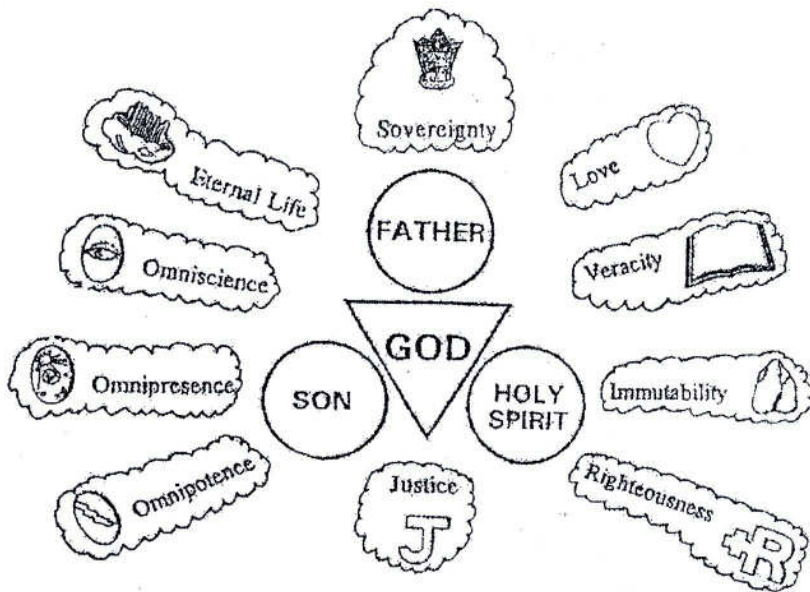 Sovereignty
Eternal Life
Love
FATHER
Omniscience
Veracity
GOD
Omnipresence
SON
HOLY
SPIRIT
Immutability
Omnipotence
Justice
J
Righteousness
+R